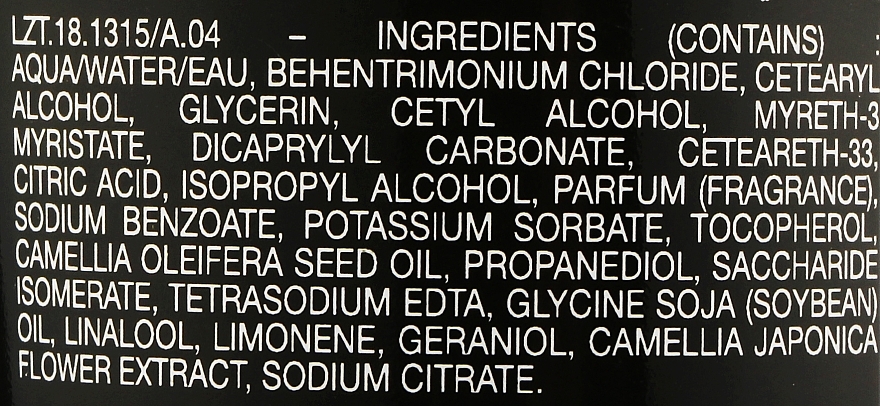 LZT.18.1315/A.04 – INGREDIENTS (CONTAINS) :
AQUA/WATER/EAU, BEHENTRIMONIUM CHLORIDE, CETEARYL
ALCOHOL, GLYCERIN, CETYL ALCOHOL, MYRETH-3
MYRISTATE, DICAPRYLYL CARBONATE, CETEARETH-33,
CITRIC ACID, ISOPROPYL ALCOHOL, PARFUM (FRAGRANCE),
SODIUM BENZOATE, POTASSIUM SORBATE, TOCOPHEROL,
CAMELLIA OLEIFERA SEED OIL, PROPANEDIOL, SACCHARIDE
ISOMERATE, TETRASODIUM EDTA, GLYCINE SOJA (SOYBEAN)
OIL, LINALOOL, LIMONENE, GERANIOL, CAMELLIA JAPONICA
FLOWER EXTRACT, SODIUM CITRATE.